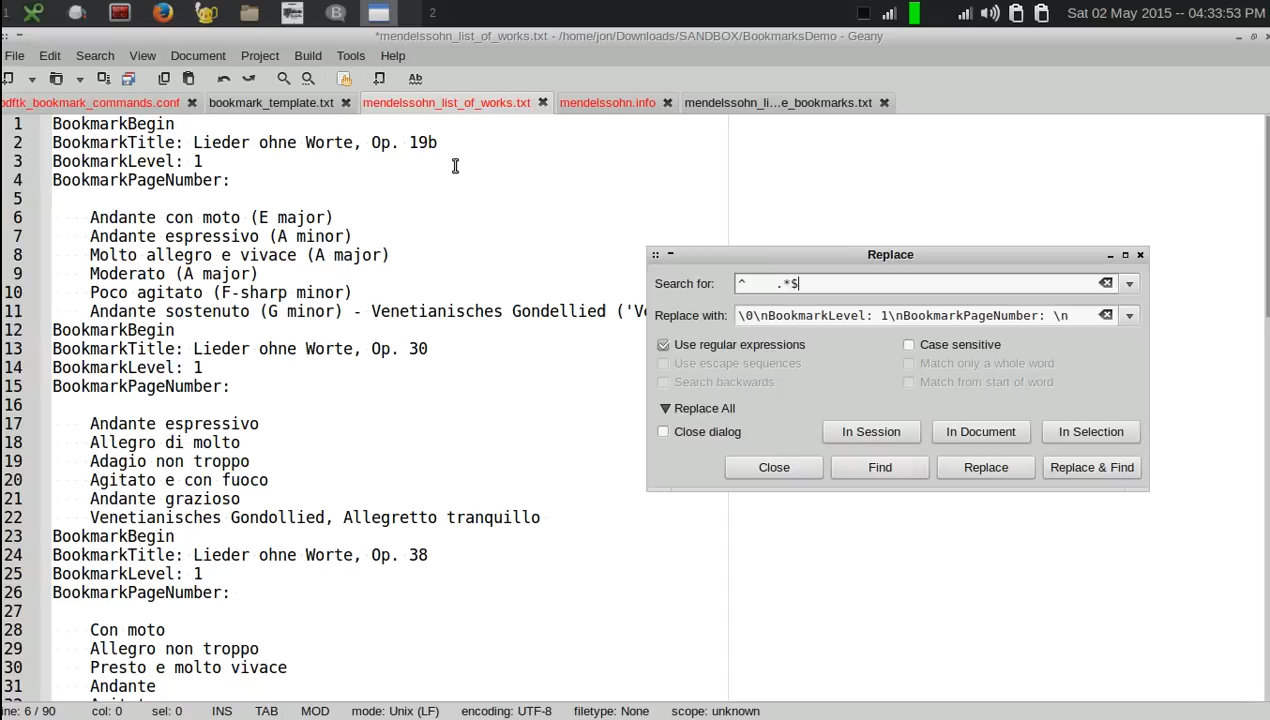 1 2 Sat 02 May 2015 -- 04:33:53 PM
*mendelssohn_list_of_works.txt - /home/jon/Downloads/SANDBOX/BookmarksDemo - Geany
File Edit Search View Document Project Build Tools Help
pdftk_bookmark_commands.conf bookmark_template.txt mendelssohn_list_of_works.txt mendelssohn.info mendelssohn_li...e_bookmarks.txt
1 BookmarkBegin
2 BookmarkTitle: Lieder ohne Worte, Op. 19b
3 BookmarkLevel: 1
4 BookmarkPageNumber:
5
6 Andante con moto (E major)
7 Andante espressivo (A minor)
8 Molto allegro e vivace (A major)
9 Moderato (A major)
10 Poco agitato (F-sharp minor)
11 Andante sostenuto (G minor) - Venetianisches Gondellied ('Ve
12 BookmarkBegin
13 BookmarkTitle: Lieder ohne Worte, Op. 30
14 BookmarkLevel: 1
15 BookmarkPageNumber:
16
17 Andante espressivo
18 Allegro di molto
19 Adagio non troppo
20 Agitato e con fuoco
21 Andante grazioso
22 Venetianisches Gondollied, Allegretto tranquillo
23 BookmarkBegin
24 BookmarkTitle: Lieder ohne Worte, Op. 38
25 BookmarkLevel: 1
26 BookmarkPageNumber:
27
28 Con moto
29 Allegro non troppo
30 Presto e molto vivace
31 Andante
Replace
Search for: ^    .*$
Replace with: \0\nBookmarkLevel: 1\nBookmarkPageNumber: \n
Use regular expressions Case sensitive
Use escape sequences Match only a whole word
Search backwards Match from start of word
Replace All
Close dialog In Session In Document In Selection
Close Find Replace Replace & Find
ine: 6 / 90 col: 0 sel: 0 INS TAB MOD mode: Unix (LF) encoding: UTF-8 filetype: None scope: unknown